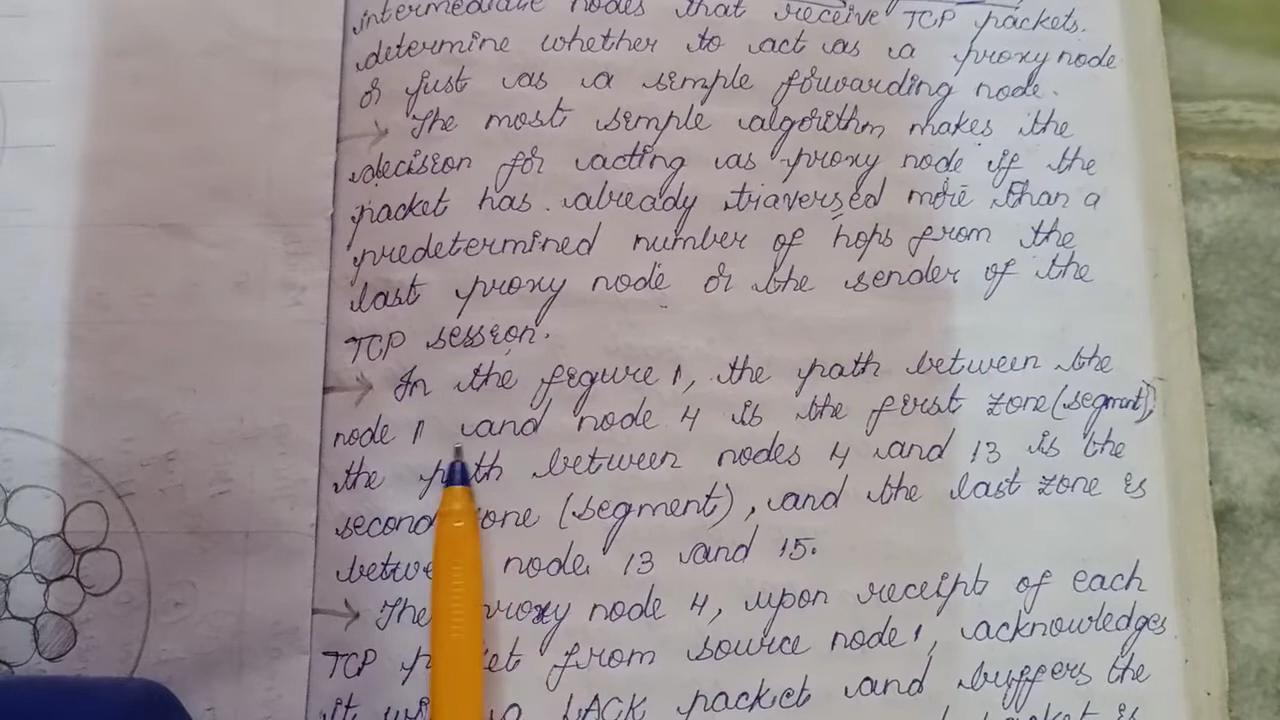 intermediate nodes that receive TCP packets.
determine whether to act as a proxy node
or just as a simple forwarding node.
→ The most simple algorithm makes the
decision for acting as proxy node if the
packet has already traversed more than a
predetermined number of hops from the
last proxy node or the sender of the
TCP session.
→ In the figure 1, the path between the
node 1 and node 4 is the first zone (segment),
the path between nodes 4 and 13 is the
second zone (segment), and the last zone is
between node 13 and 15.
→ The proxy node 4, upon receipt of each
TCP packet from source node 1, acknowledges
it LACK packet and buffers the